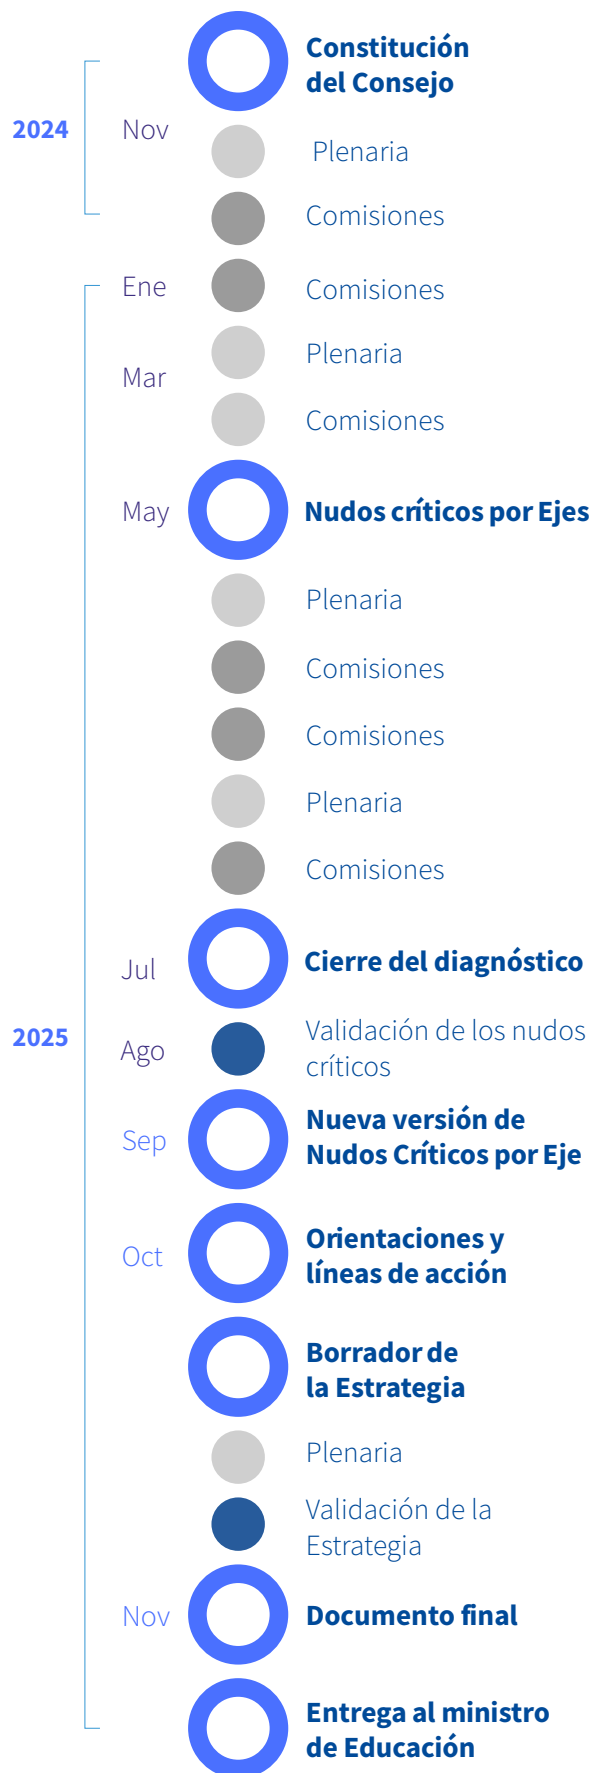 Constitución
del Consejo
2024
Nov
Plenaria
Comisiones
Ene
Comisiones
Plenaria
Mar
Comisiones
May
Nudos críticos por Ejes
Plenaria
Comisiones
Comisiones
Plenaria
Comisiones
Jul
Cierre del diagnóstico
2025
Ago
Validación de los nudos
críticos
Sep
Nueva versión de
Nudos Críticos por Eje
Oct
Orientaciones y
líneas de acción
Borrador de
la Estrategia
Plenaria
Validación de la
Estrategia
Nov
Documento final
Entrega al ministro
de Educación